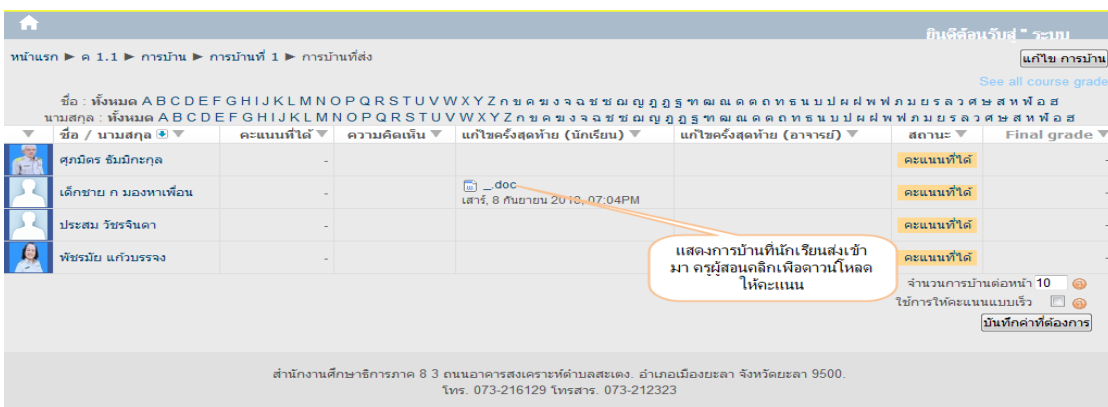 ยินดีต้อนรับสู่ " ระบบ
หน้าแรก ► ค 1.1 ► การบ้าน ► การบ้านที่ 1 ► การบ้านที่ส่ง
แก้ไข การบ้าน
See all course grade
ชื่อ : ทั้งหมด A B C D E F G H I J K L M N O P Q R S T U V W X Y Z ก ข ฃ ค ฅ ฆ ง จ ฉ ช ซ ฌ ญ ฎ ฏ ฐ ฑ ฒ ณ ด ต ถ ท ธ น บ ป ผ ฝ พ ฟ ภ ม ย ร ล ว ศ ษ ส ห ฬ อ ฮ
นามสกุล : ทั้งหมด A B C D E F G H I J K L M N O P Q R S T U V W X Y Z ก ข ฃ ค ฅ ฆ ง จ ฉ ช ซ ฌ ญ ฎ ฏ ฐ ฑ ฒ ณ ด ต ถ ท ธ น บ ป ผ ฝ พ ฟ ภ ม ย ร ล ว ศ ษ ส ห ฬ อ ฮ
ชื่อ / นามสกุล คะแนนที่ได้ ความคิดเห็น แก้ไขครั้งสุดท้าย (นักเรียน) แก้ไขครั้งสุดท้าย (อาจารย์) สถานะ Final grade
ศุภมิตร ธัมมิกะกุล - คะแนนที่ได้ -
เด็กชาย ก มองหาเพื่อน - _.doc คะแนนที่ได้ -
เสาร์, 8 กันยายน 2018, 07:04PM
ประสม วัชรจินดา - คะแนนที่ได้ -
พัชรมัย แก้วบรรจง - คะแนนที่ได้ -
แสดงการบ้านที่นักเรียนส่งเข้า
มา ครูผู้สอนคลิกเพื่อดาวน์โหลด
ให้คะแนน
จำนวนการบ้านต่อหน้า 10
ใช้การให้คะแนนแบบเร็ว
บันทึกค่าที่ต้องการ
สำนักงานศึกษาธิการภาค 8 3 ถนนอาคารสงเคราะห์ตำบลสะเตง. อำเภอเมืองยะลา จังหวัดยะลา 9500.
โทร. 073-216129 โทรสาร. 073-212323